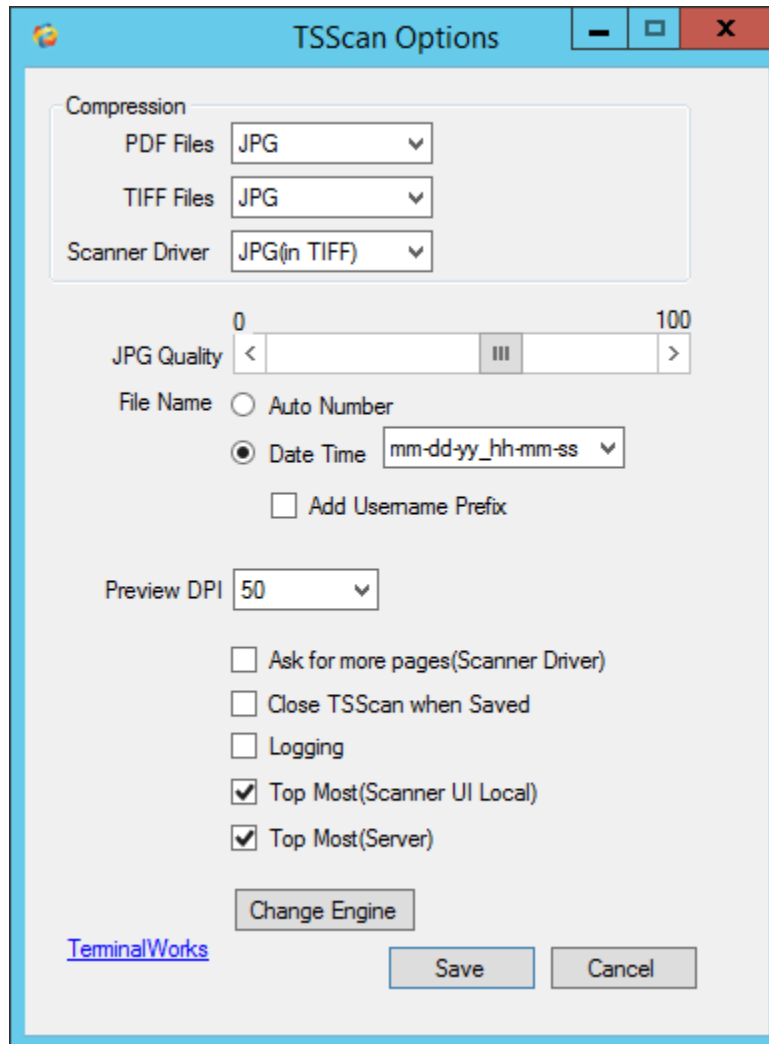 TSScan Options
Compression
PDF Files JPG
TIFF Files JPG
Scanner Driver JPG(in TIFF)
0 100
JPG Quality
File Name Auto Number
Date Time mm-dd-yy_hh-mm-ss
Add Username Prefix
Preview DPI 50
Ask for more pages(Scanner Driver)
Close TSScan when Saved
Logging
Top Most(Scanner UI Local)
Top Most(Server)
Change Engine
TerminalWorks
Save Cancel